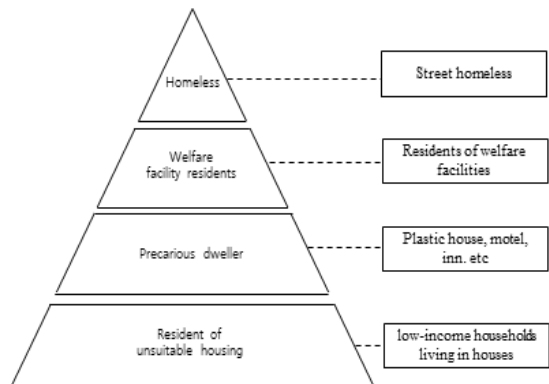 Homeless
Street homeless
Welfare
facility residents
Residents of welfare
facilities
Precarious dweller
Plastic house, motel,
inn. etc
Resident of
unsuitable housing
low-income households
living in houses